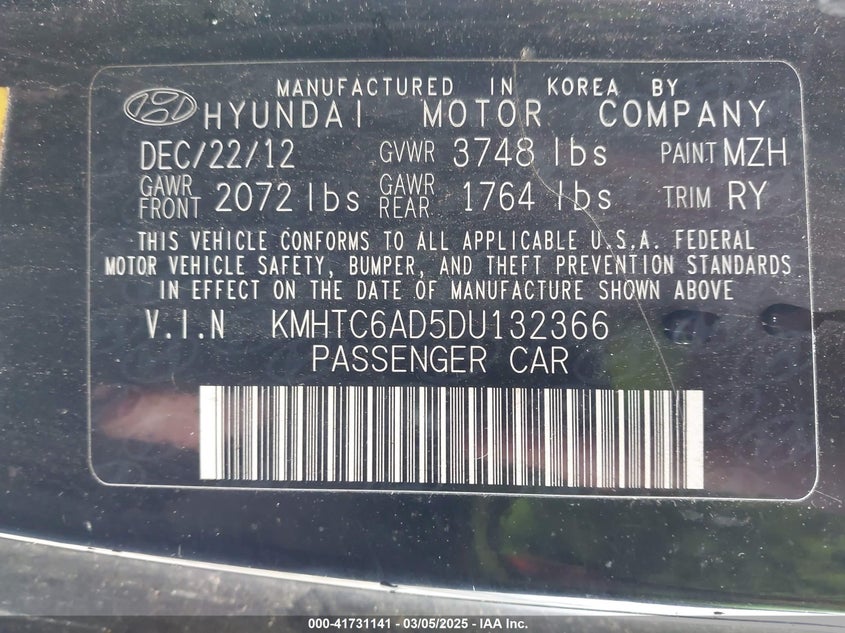 MANUFACTURED IN KOREA BY
HYUNDAI MOTOR COMPANY
DEC/22/12 GVWR 3748 lbs PAINT MZH
GAWR FRONT 2072 lbs GAWR REAR 1764 lbs TRIM RY
THIS VEHICLE CONFORMS TO ALL APPLICABLE U.S.A. FEDERAL
MOTOR VEHICLE SAFETY, BUMPER, AND THEFT PREVENTION STANDARDS
IN EFFECT ON THE DATE OF MANUFACTURE SHOWN ABOVE
V.I.N KMHTC6AD5DU132366
PASSENGER CAR
000-41731141 - 03/05/2025 - IAA Inc.